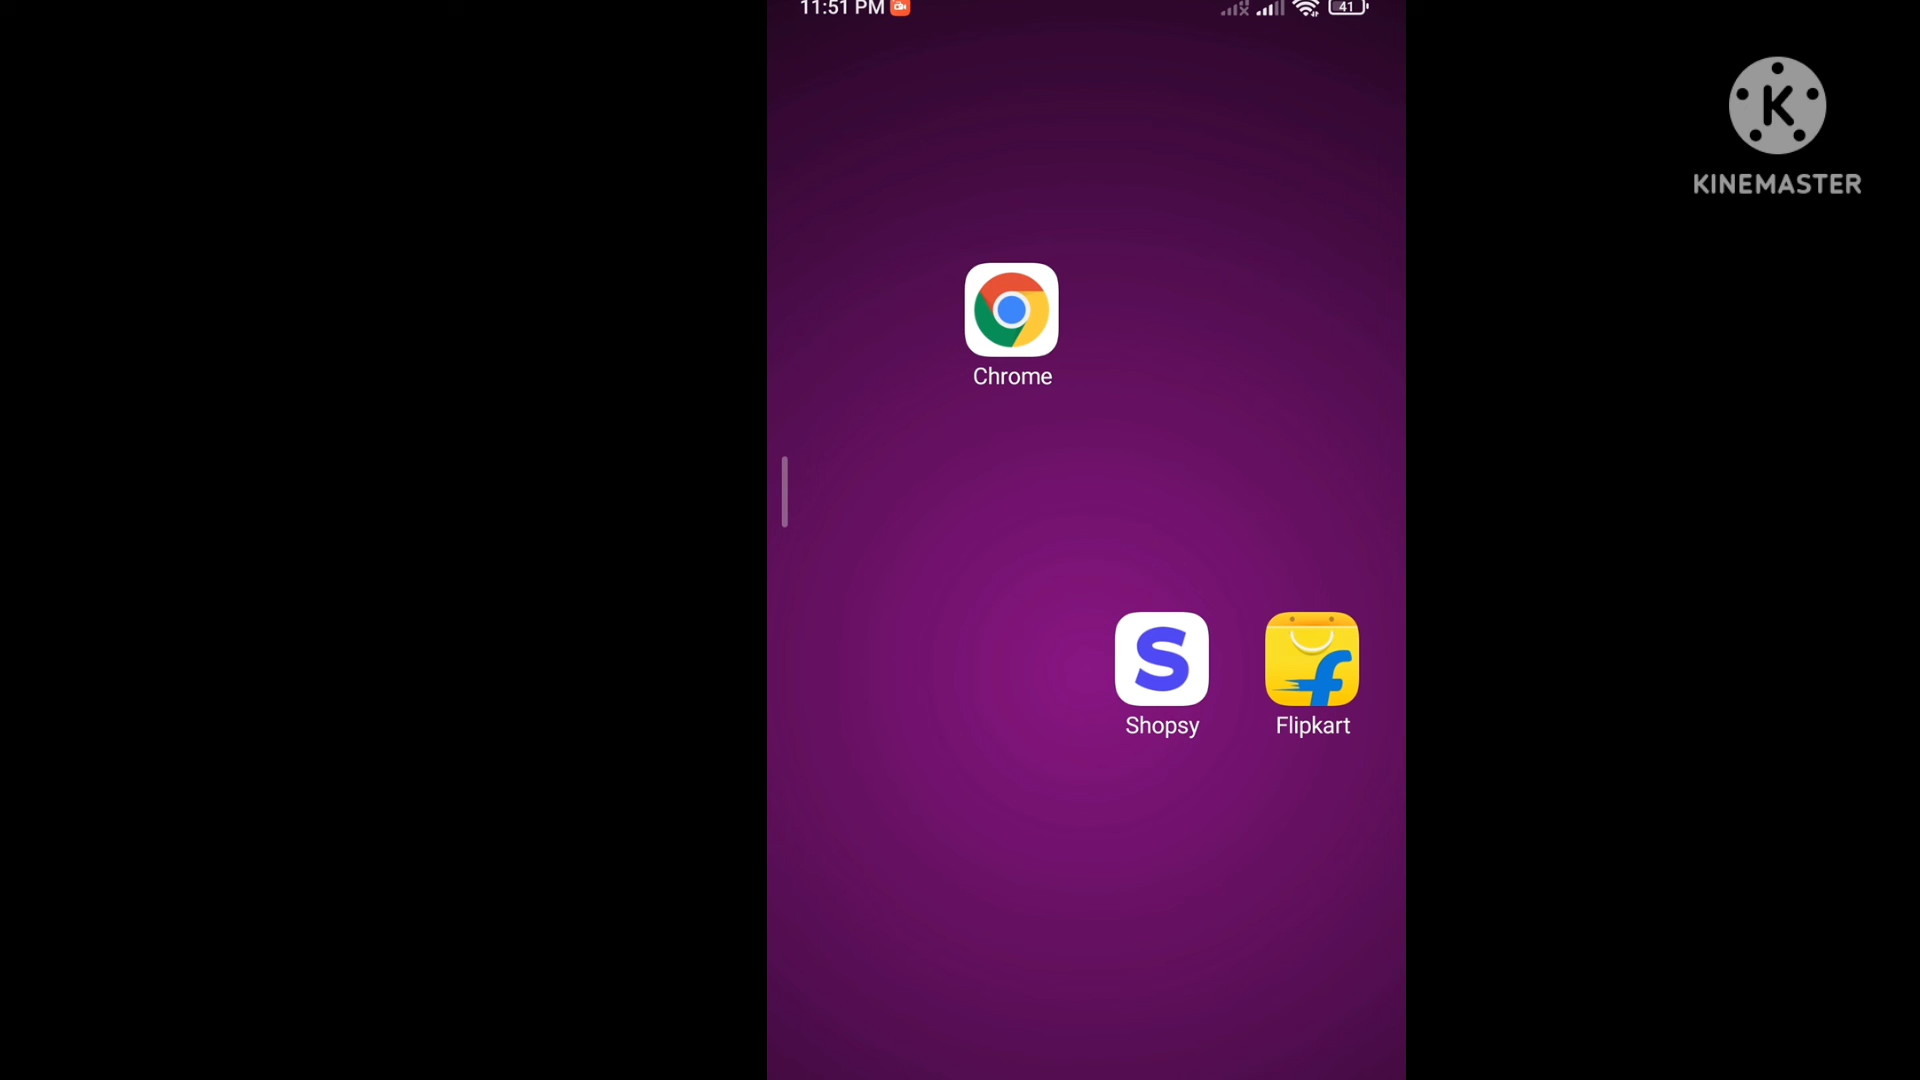 11:51 PM
41
K
KINEMASTER
Chrome
S
f
Shopsy
Flipkart